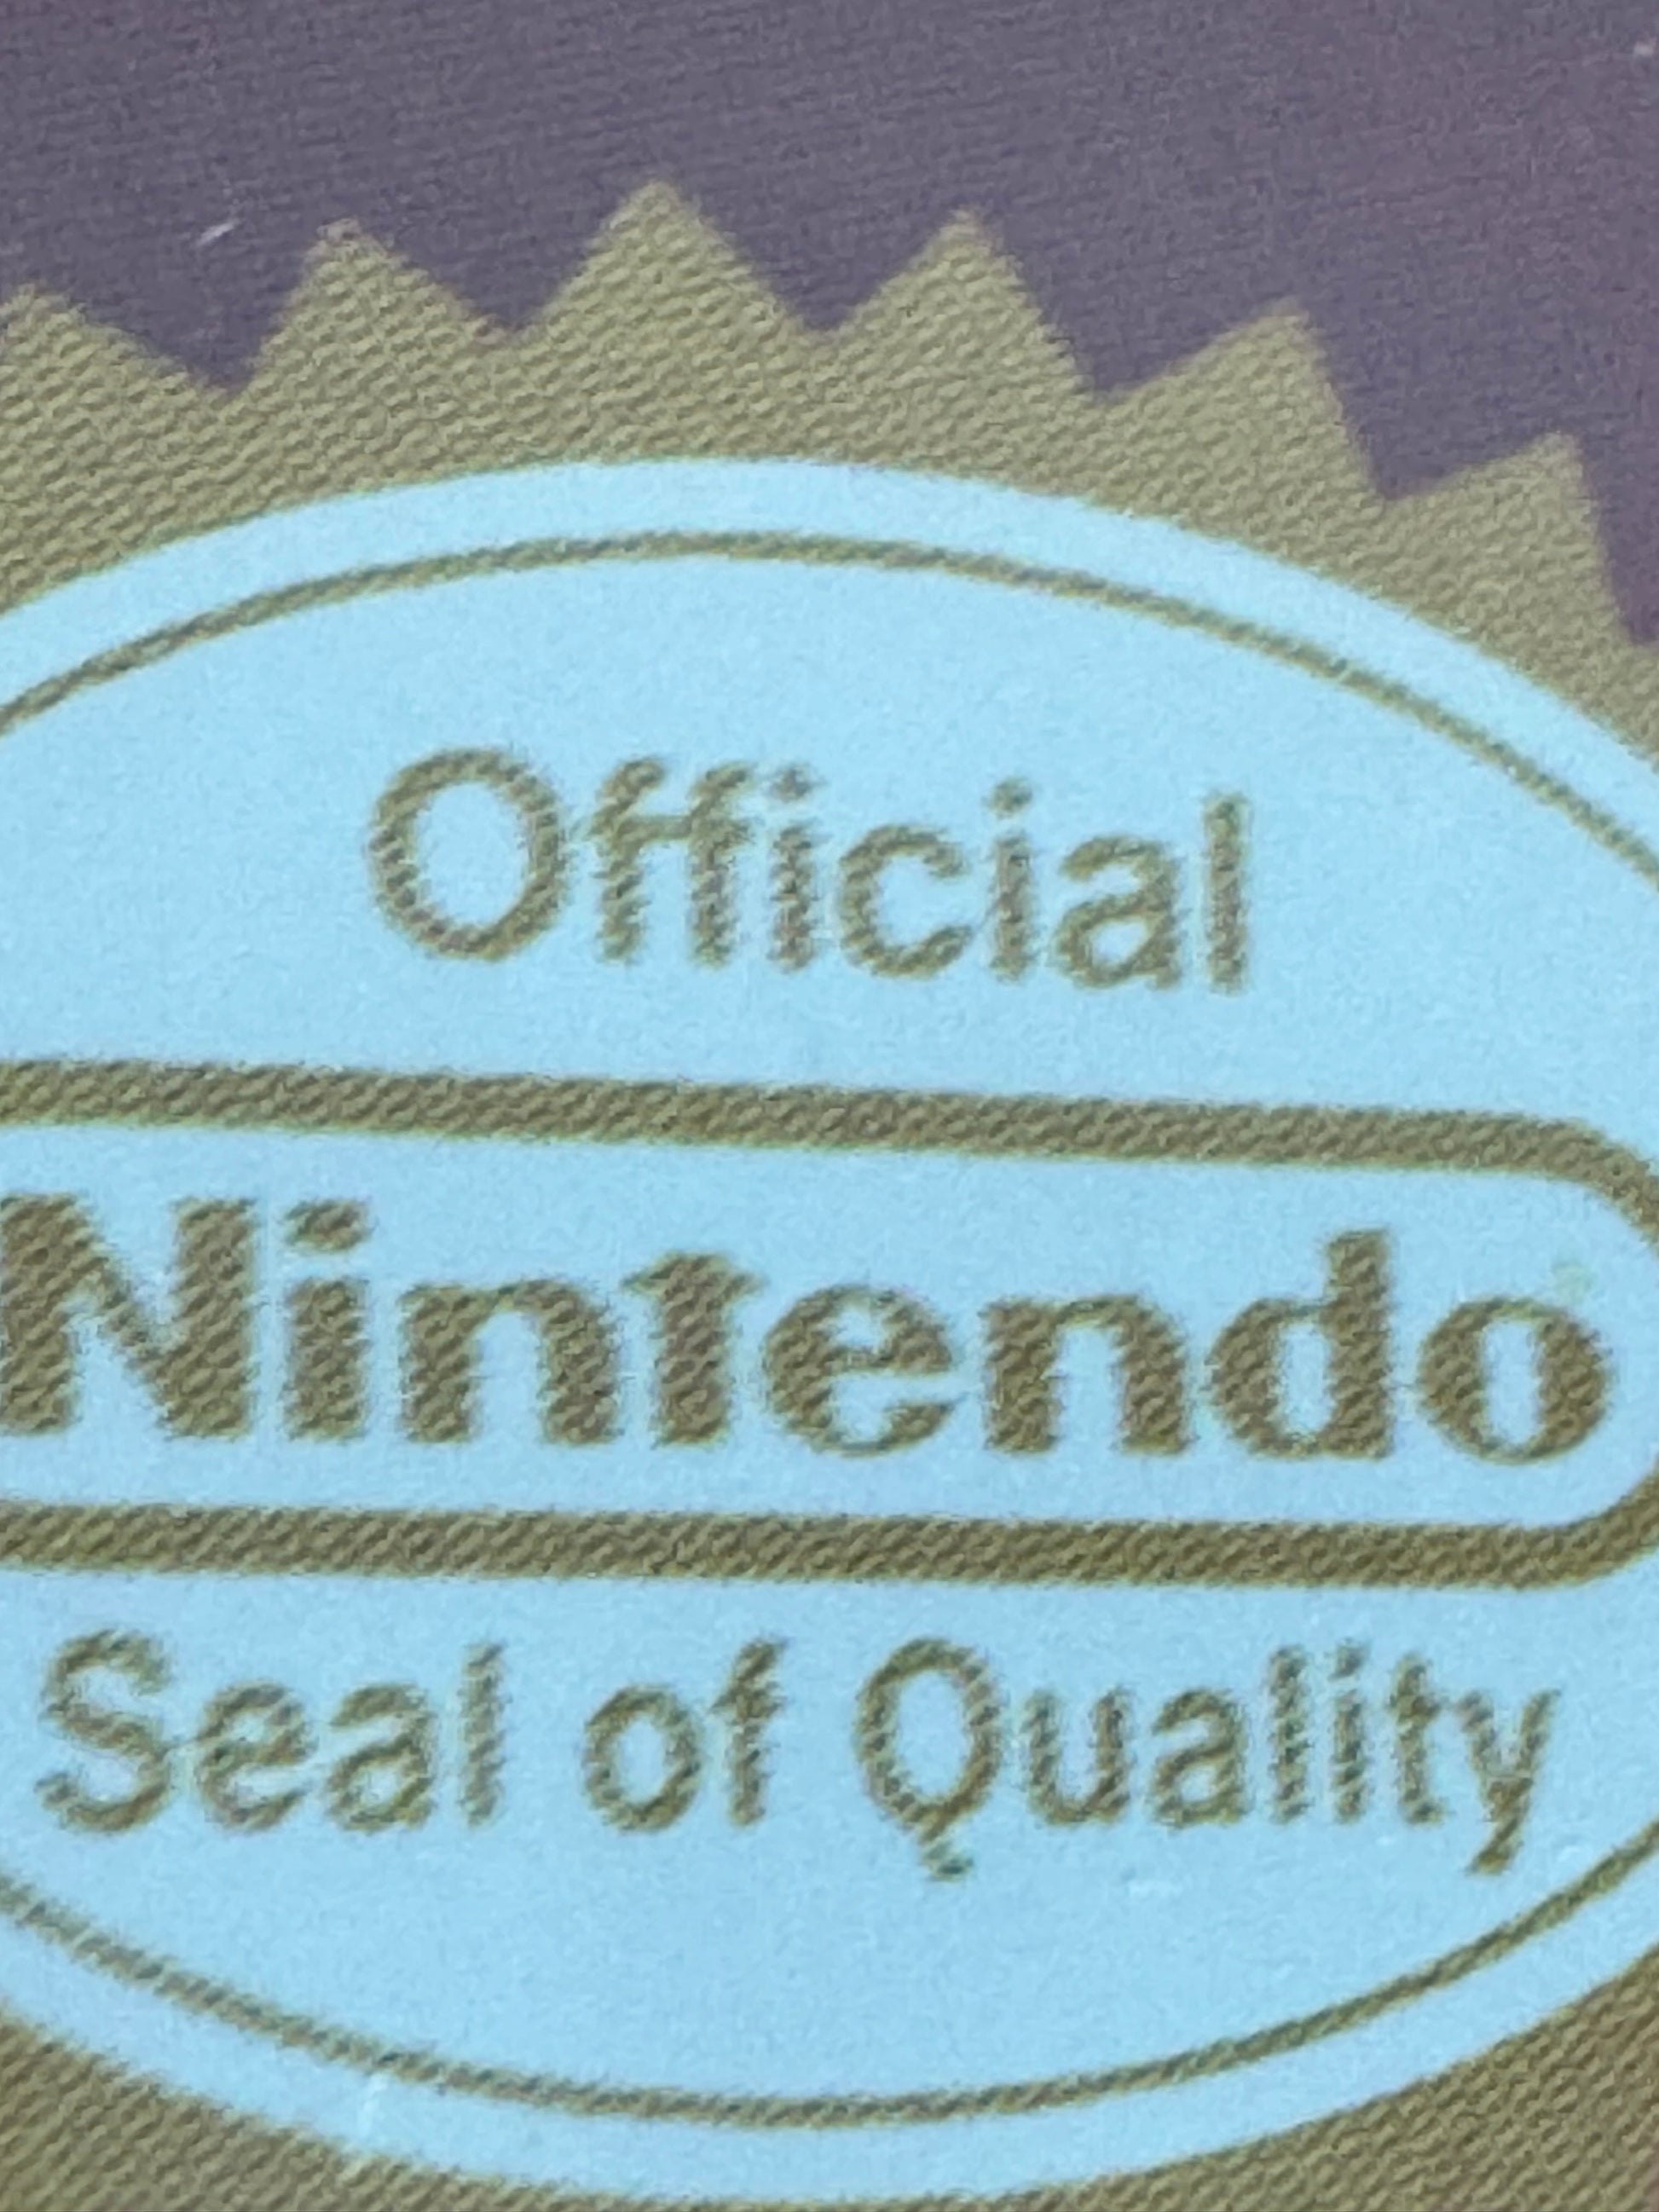 Official
Nintendo
Seal of Quality